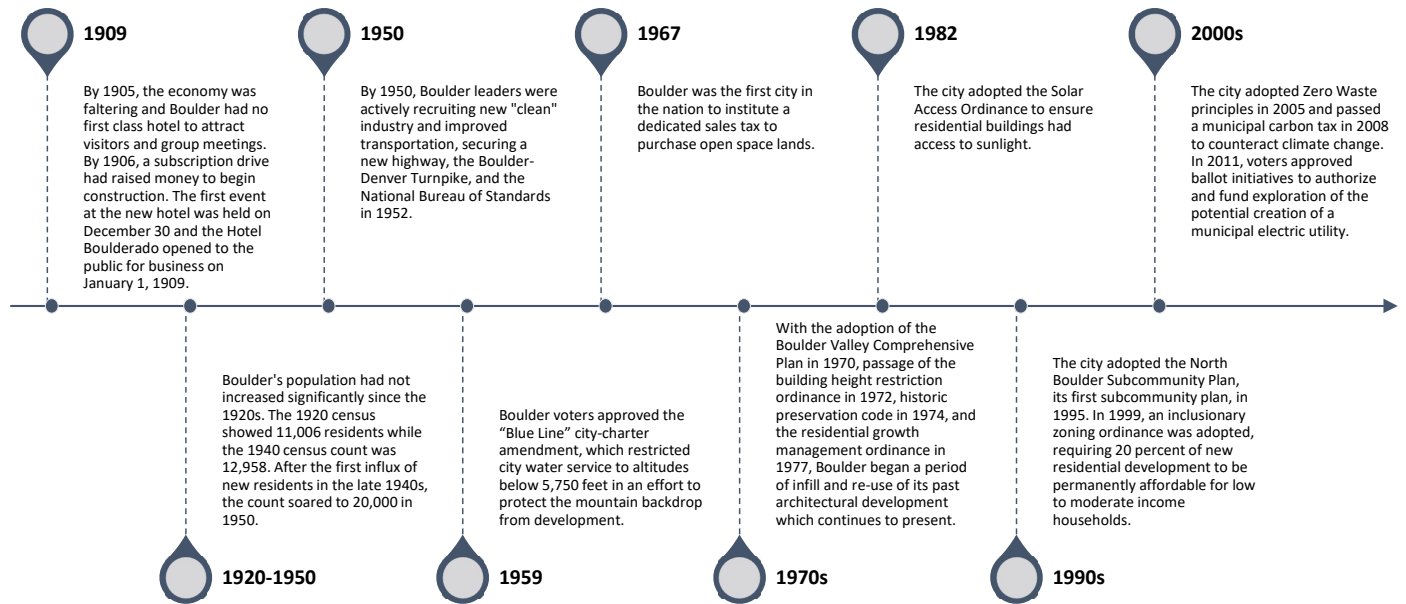 1909
By 1905, the economy was
faltering and Boulder had no
first class hotel to attract
visitors and group meetings.
By 1906, a subscription drive
had raised money to begin
construction. The first event
at the new hotel was held on
December 30 and the Hotel
Boulderado opened to the
public for business on
January 1, 1909.
1950
By 1950, Boulder leaders were
actively recruiting new "clean"
industry and improved
transportation, securing a
new highway, the Boulder-
Denver Turnpike, and the
National Bureau of Standards
in 1952.
1967
Boulder was the first city in
the nation to institute a
dedicated sales tax to
purchase open space lands.
1982
The city adopted the Solar
Access Ordinance to ensure
residential buildings had
access to sunlight.
2000s
The city adopted Zero Waste
principles in 2005 and passed
a municipal carbon tax in 2008
to counteract climate change.
In 2011, voters approved
ballot initiatives to authorize
and fund exploration of the
potential creation of a
municipal electric utility.
Boulder's population had not
increased significantly since the
1920s. The 1920 census
showed 11,006 residents while
the 1940 census count was
12,958. After the first influx of
new residents in the late 1940s,
the count soared to 20,000 in
1950.
1920-1950
Boulder voters approved the
“Blue Line” city-charter
amendment, which restricted
city water service to altitudes
below 5,750 feet in an effort to
protect the mountain backdrop
from development.
1959
With the adoption of the
Boulder Valley Comprehensive
Plan in 1970, passage of the
building height restriction
ordinance in 1972, historic
preservation code in 1974, and
the residential growth
management ordinance in
1977, Boulder began a period
of infill and re-use of its past
architectural development
which continues to present.
1970s
The city adopted the North
Boulder Subcommunity Plan,
its first subcommunity plan, in
1995. In 1999, an inclusionary
zoning ordinance was adopted,
requiring 20 percent of new
residential development to be
permanently affordable for low
to moderate income
households.
1990s